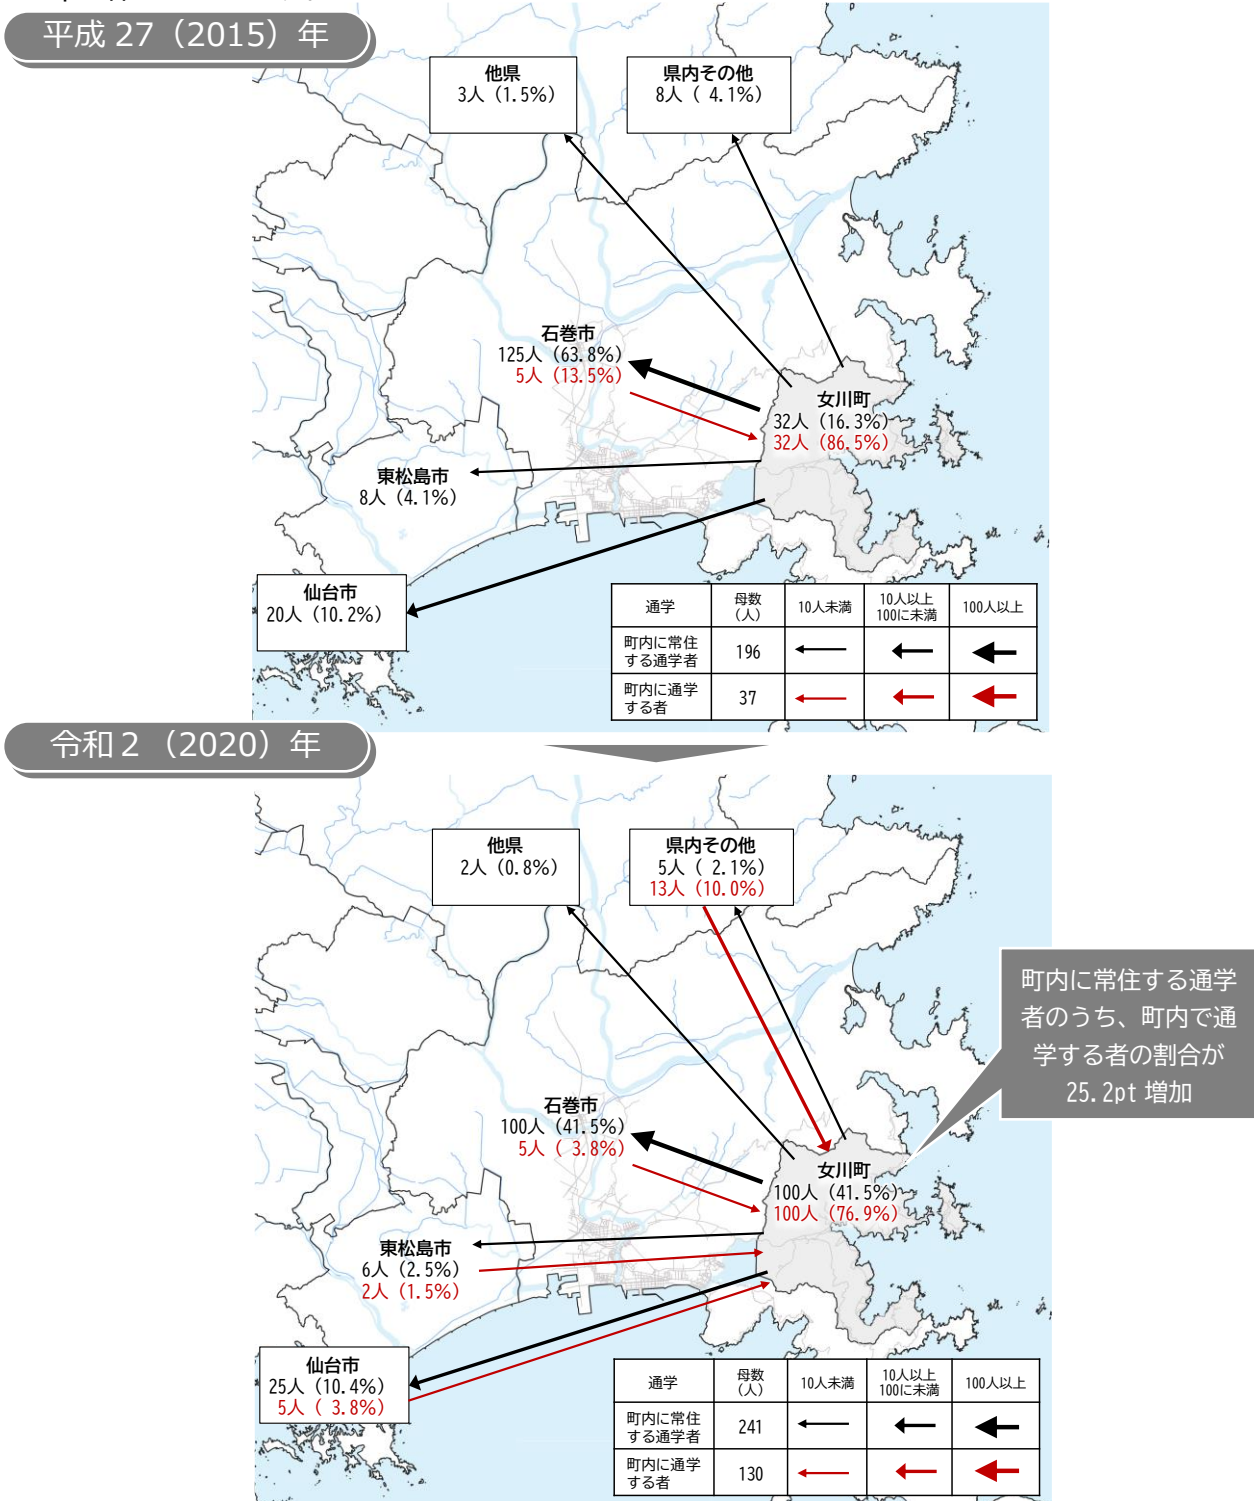 平成 27（2015）年
他県
3人（1.5%）
県内その他
8人（ 4.1%）
石巻市
125人（63.8%）
5人（13.5%）
女川町
32人（16.3%）
32人（86.5%）
東松島市
8人（4.1%）
仙台市
20人（10.2%）
通学 母数（人） 10人未満 10人以上100に未満 100人以上
町内に常住する通学者 196
町内に通学する者 37
令和２（2020）年
他県
2人（0.8%）
県内その他
5人（ 2.1%）
13人（10.0%）
町内に常住する通学
者のうち、町内で通
学する者の割合が
25.2pt 増加
石巻市
100人（41.5%）
5人（ 3.8%）
女川町
100人（41.5%）
100人（76.9%）
東松島市
6人（2.5%）
2人（1.5%）
仙台市
25人（10.4%）
5人（ 3.8%）
通学 母数（人） 10人未満 10人以上100に未満 100人以上
町内に常住する通学者 241
町内に通学する者 130